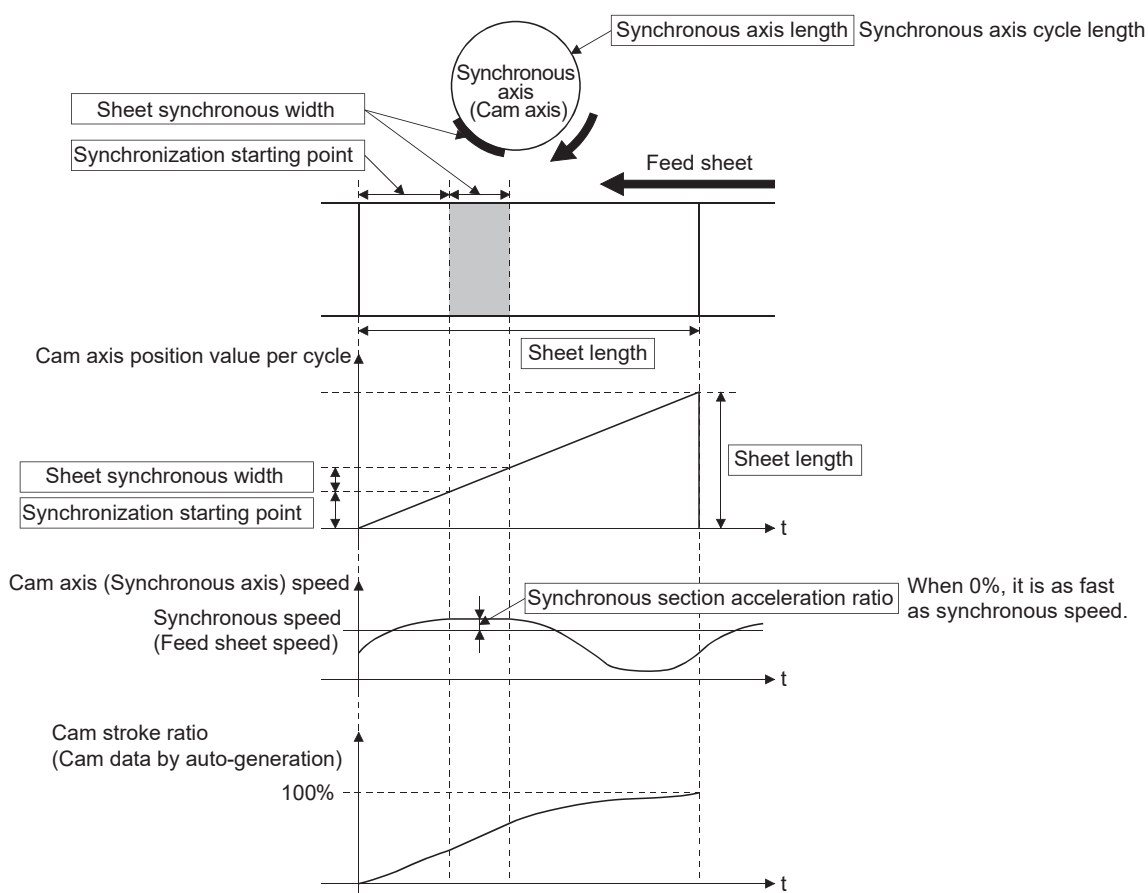 Synchronous axis length Synchronous axis cycle length
Synchronous
axis
(Cam axis)
Sheet synchronous width
Synchronization starting point
Feed sheet
Sheet length
Cam axis position value per cycle
Sheet length
Sheet synchronous width
Synchronization starting point
t
Cam axis (Synchronous axis) speed
Synchronous speed
(Feed sheet speed)
Synchronous section acceleration ratio
When 0%, it is as fast
as synchronous speed.
t
Cam stroke ratio
(Cam data by auto-generation)
100%
t